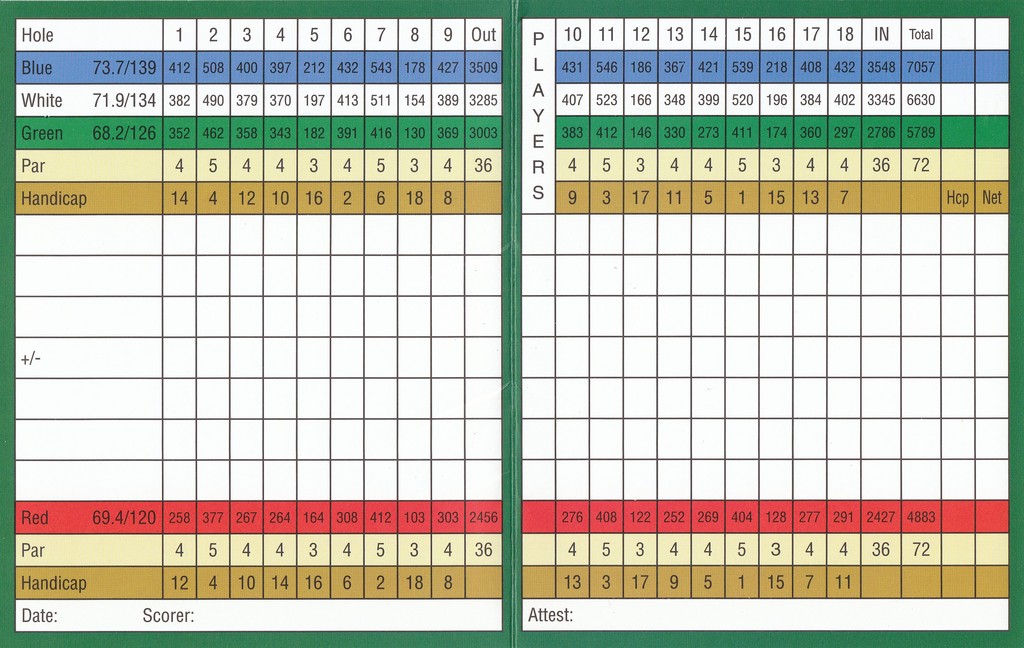 Hole 1 2 3 4 5 6 7 8 9 Out
Blue 73.7/139 412 508 400 397 212 432 543 178 427 3509
White 71.9/134 382 490 379 370 197 413 511 154 389 3285
Green 68.2/126 352 462 358 343 182 391 416 130 369 3003
Par 4 5 4 4 3 4 5 3 4 36
Handicap 14 4 12 10 16 2 6 18 8
+/-
Red 69.4/120 258 377 267 264 164 308 412 103 303 2456
Par 4 5 4 4 3 4 5 3 4 36
Handicap 12 4 10 14 16 6 2 18 8
Date: Scorer:
PLAYERS
10 11 12 13 14 15 16 17 18 IN Total
431 546 186 367 421 539 218 408 432 3548 7057
407 523 166 348 399 520 196 384 402 3345 6630
383 412 146 330 273 411 174 360 297 2786 5789
4 5 3 4 4 5 3 4 4 36 72
9 3 17 11 5 1 15 13 7 Hcp Net
276 408 122 252 269 404 128 277 291 2427 4883
4 5 3 4 4 5 3 4 4 36 72
13 3 17 9 5 1 15 7 11
Attest: